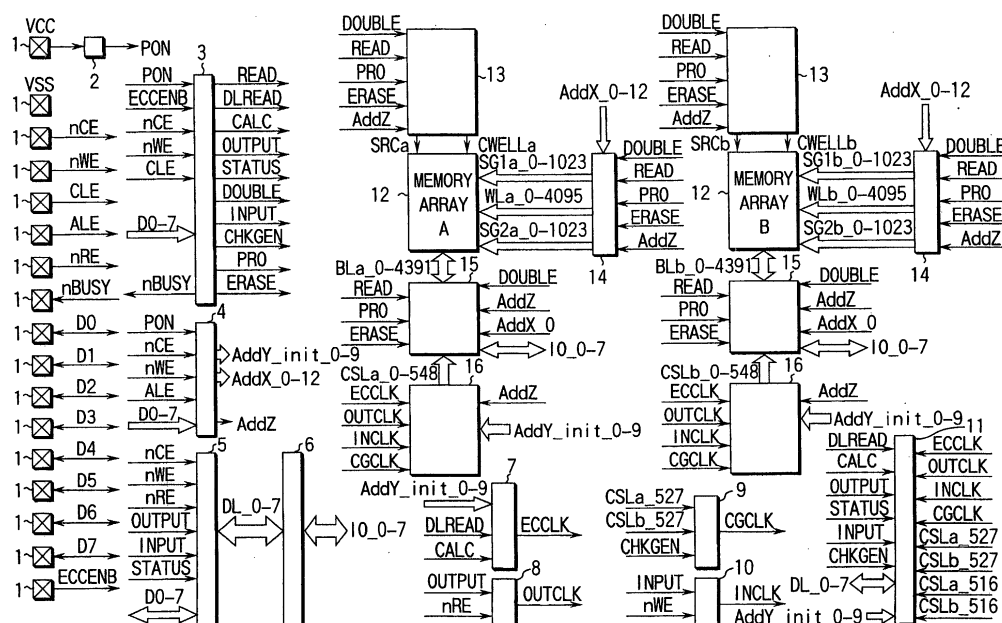 VCC
1
2
PON
VSS
1
1
nCE
1
nWE
1
CLE
1
ALE
1
nRE
1
nBUSY
1
D0
1
D1
1
D2
1
D3
1
D4
1
D5
1
D6
1
D7
1
ECCENB
3
PON
ECCENB
nCE
nWE
CLE
D0-7
nBUSY
READ
DLREAD
CALC
OUTPUT
STATUS
DOUBLE
INPUT
CHKGEN
PRO
ERASE
4
PON
nCE
nWE
ALE
D0-7
AddY_init_0-9
AddX_0-12
AddZ
5
nCE
nWE
nRE
OUTPUT
INPUT
STATUS
D0-7
DL_0-7
6
IO_0-7
DOUBLE
READ
PRO
ERASE
AddZ
13
SRCa
CWELLa
12
MEMORY
ARRAY
A
AddX_0-12
SG1a_0-1023
WLa_0-4095
SG2a_0-1023
DOUBLE
READ
PRO
ERASE
AddZ
14
BLa_0-4391
15
READ
PRO
ERASE
DOUBLE
AddZ
AddX_0
IO_0-7
CSLa_0-548
16
ECCLK
OUTCLK
INCLK
CGCLK
AddZ
AddY_init_0-9
7
AddY_init_0-9
DLREAD
CALC
ECCLK
8
OUTPUT
nRE
OUTCLK
DOUBLE
READ
PRO
ERASE
AddZ
13
SRCb
CWELLb
12
MEMORY
ARRAY
B
AddX_0-12
SG1b_0-1023
WLb_0-4095
SG2b_0-1023
DOUBLE
READ
PRO
ERASE
AddZ
14
BLb_0-4391
15
READ
PRO
ERASE
DOUBLE
AddZ
AddX_0
IO_0-7
CSLb_0-548
16
ECCLK
OUTCLK
INCLK
CGCLK
AddZ
AddY_init_0-9
9
CSLa_527
CSLb_527
CHKGEN
CGCLK
10
INPUT
nWE
INCLK
11
DLREAD
CALC
OUTPUT
STATUS
INPUT
CHKGEN
DL_0-7
AddY_init_0-9
ECCLK
OUTCLK
INCLK
CGCLK
CSLa_527
CSLb_527
CSLa_516
CSLb_516